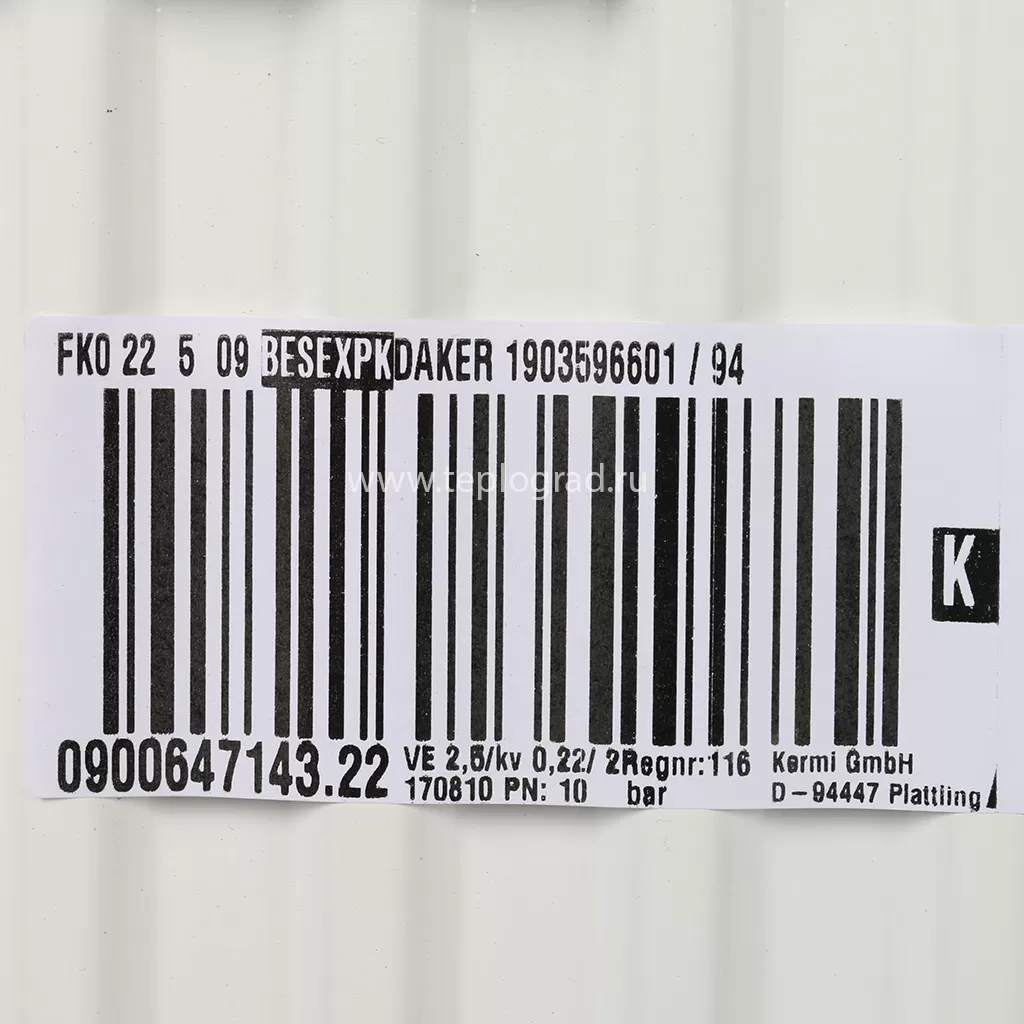 FK0 22 5 09 BESEXPKDAKER 1903596601 / 94
www.teplograd.ru
K
0900647143.22
VE 2,5/kv 0,22/ 2Regnr:116
170810 PN: 10 bar
Kermi GmbH
D-94447 Plattling